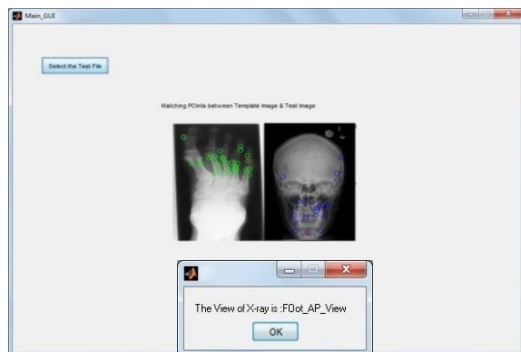 Main_GUI
Select the Test File
Matching POints between Template Image & Test Image
The View of X-ray is :FOot_AP_View
OK